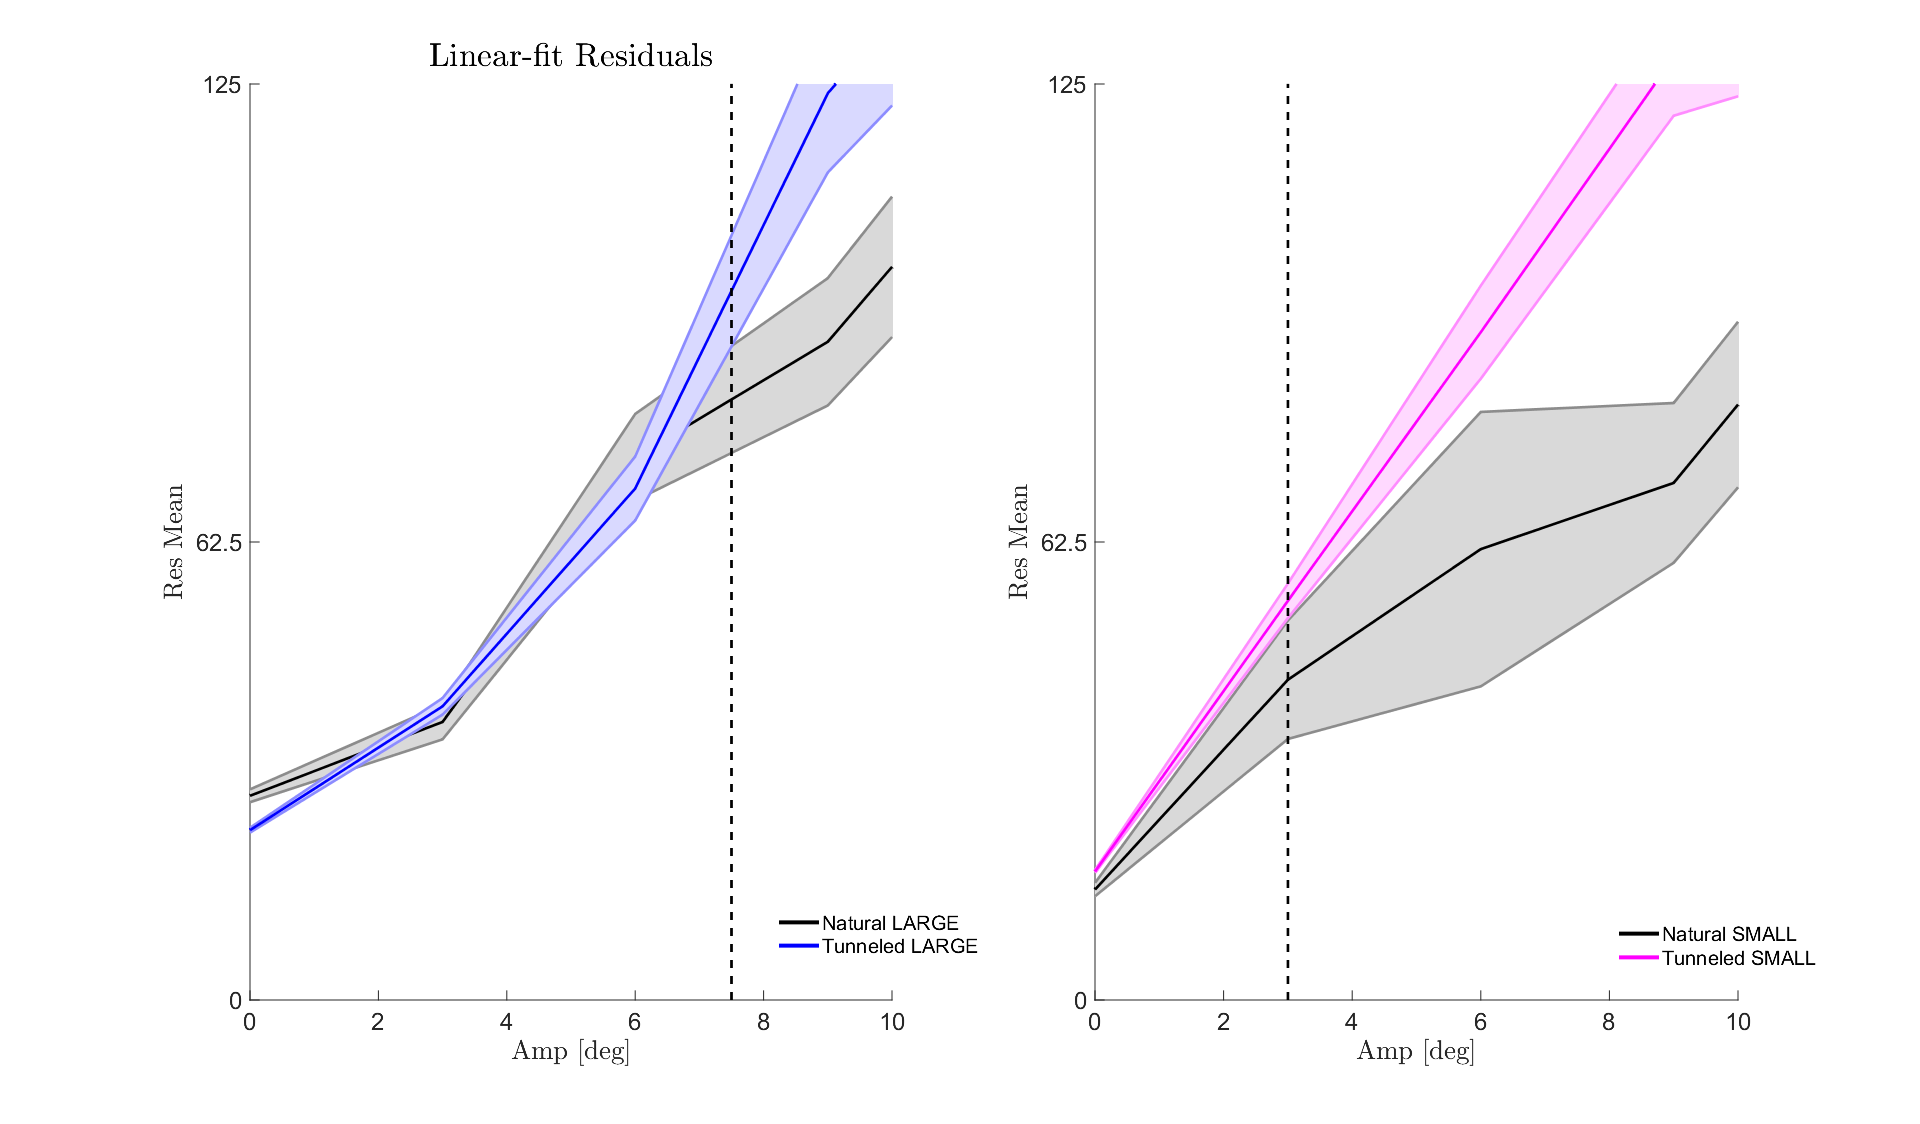 Linear-fit Residuals
125
62.5
0
Res Mean
0 2 4 6 8 10
Amp [deg]
Natural LARGE
Tunneled LARGE
125
62.5
0
Res Mean
0 2 4 6 8 10
Amp [deg]
Natural SMALL
Tunneled SMALL